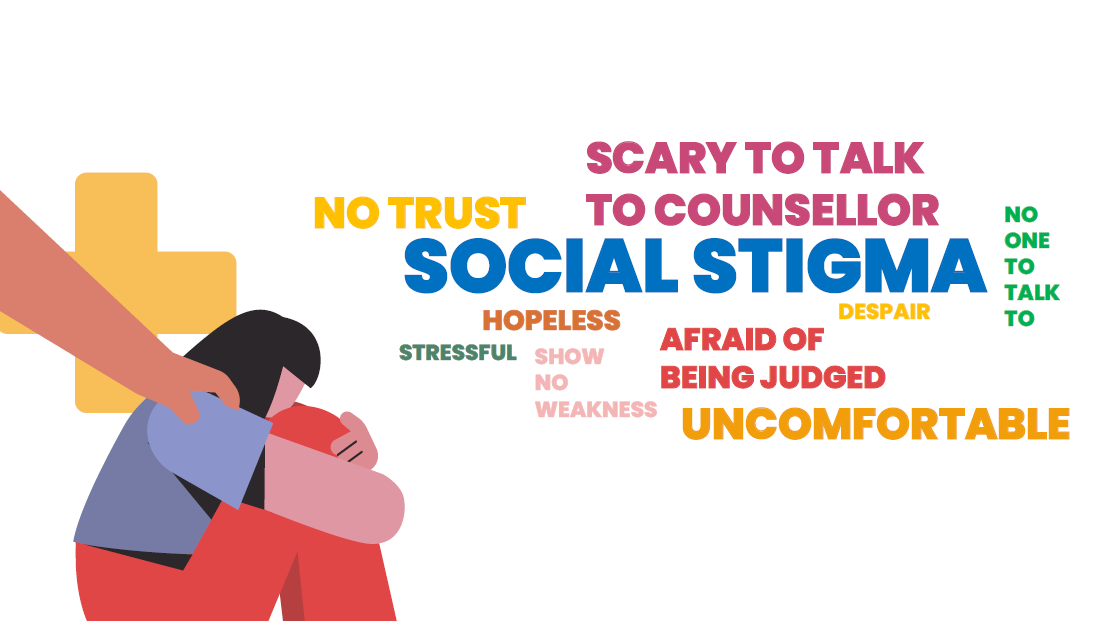 SCARY TO TALK
TO COUNSELLOR
NO TRUST
SOCIAL STIGMA
NO
ONE
TO
TALK
TO
HOPELESS
DESPAIR
STRESSFUL
SHOW
NO
WEAKNESS
AFRAID OF
BEING JUDGED
UNCOMFORTABLE